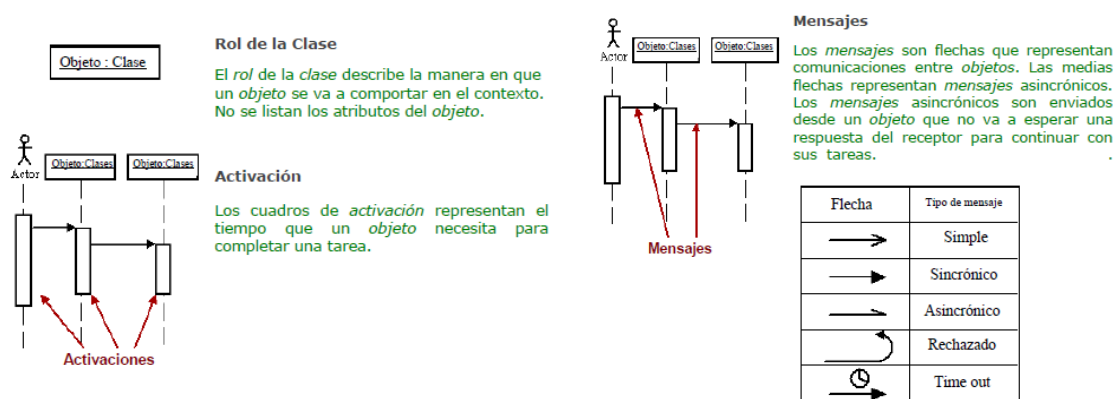 Objeto : Clase
Rol de la Clase
El rol de la clase describe la manera en que
un objeto se va a comportar en el contexto.
No se listan los atributos del objeto.
Actor
Objeto:Clases
Objeto:Clases
Activación
Los cuadros de activación representan el
tiempo que un objeto necesita para
completar una tarea.
Activaciones
Actor
Objeto:Clases
Objeto:Clases
Mensajes
Mensajes
Los mensajes son flechas que representan
comunicaciones entre objetos. Las medias
flechas representan mensajes asincrónicos.
Los mensajes asincrónicos son enviados
desde un objeto que no va a esperar una
respuesta del receptor para continuar con
sus tareas. .
Flecha Tipo de mensaje
Simple
Sincrónico
Asincrónico
Rechazado
Time out